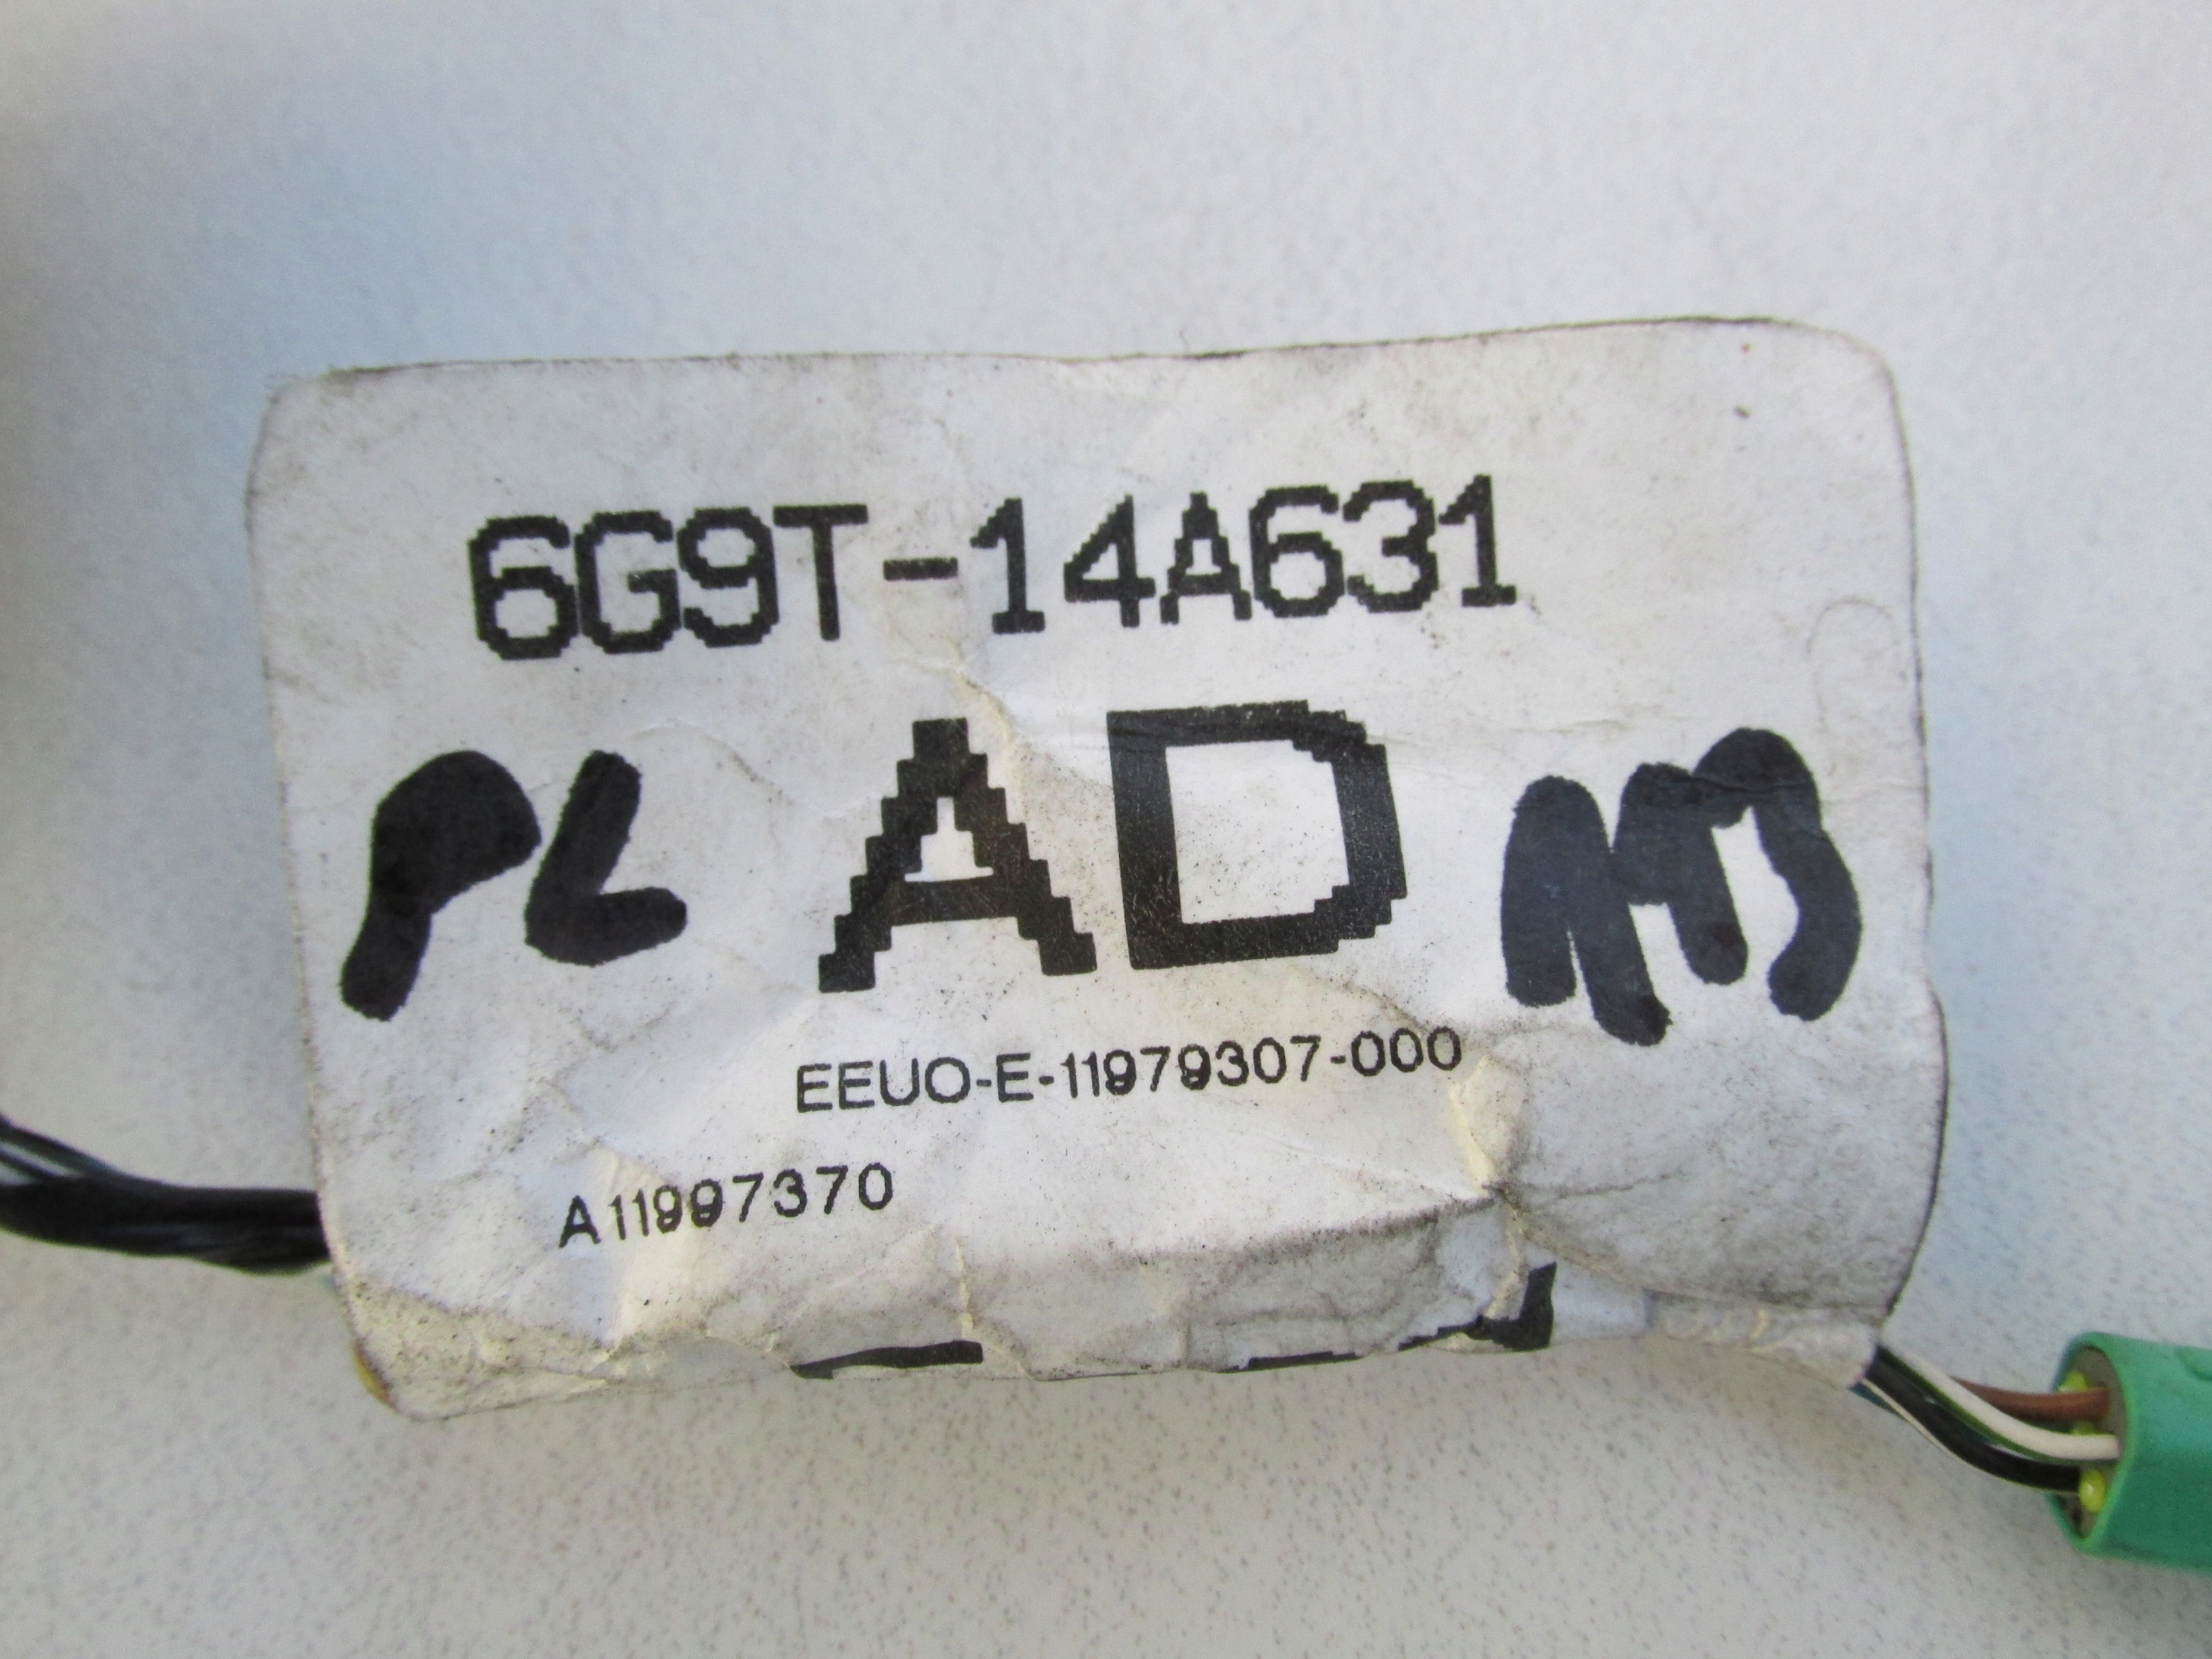 6G9T-14A631
PL AD M3
EEUO-E-11979307-000
A11997370